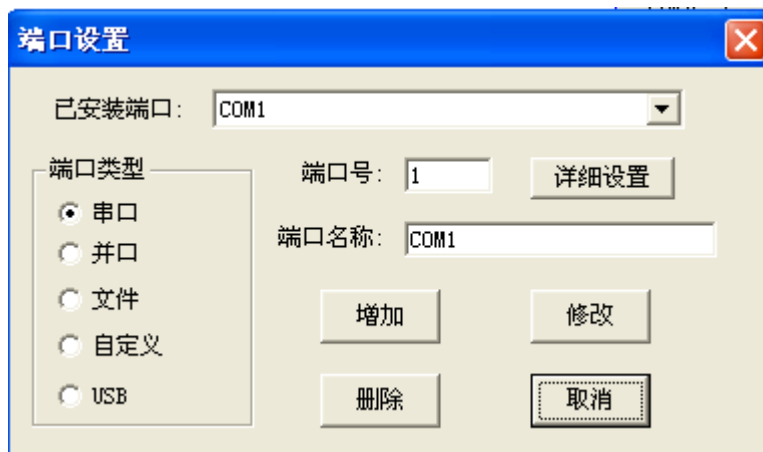 端口设置
已安装端口: COM1
端口类型
串口
并口
文件
自定义
USB
端口号: 1 详细设置
端口名称: COM1
增加 修改
删除 取消